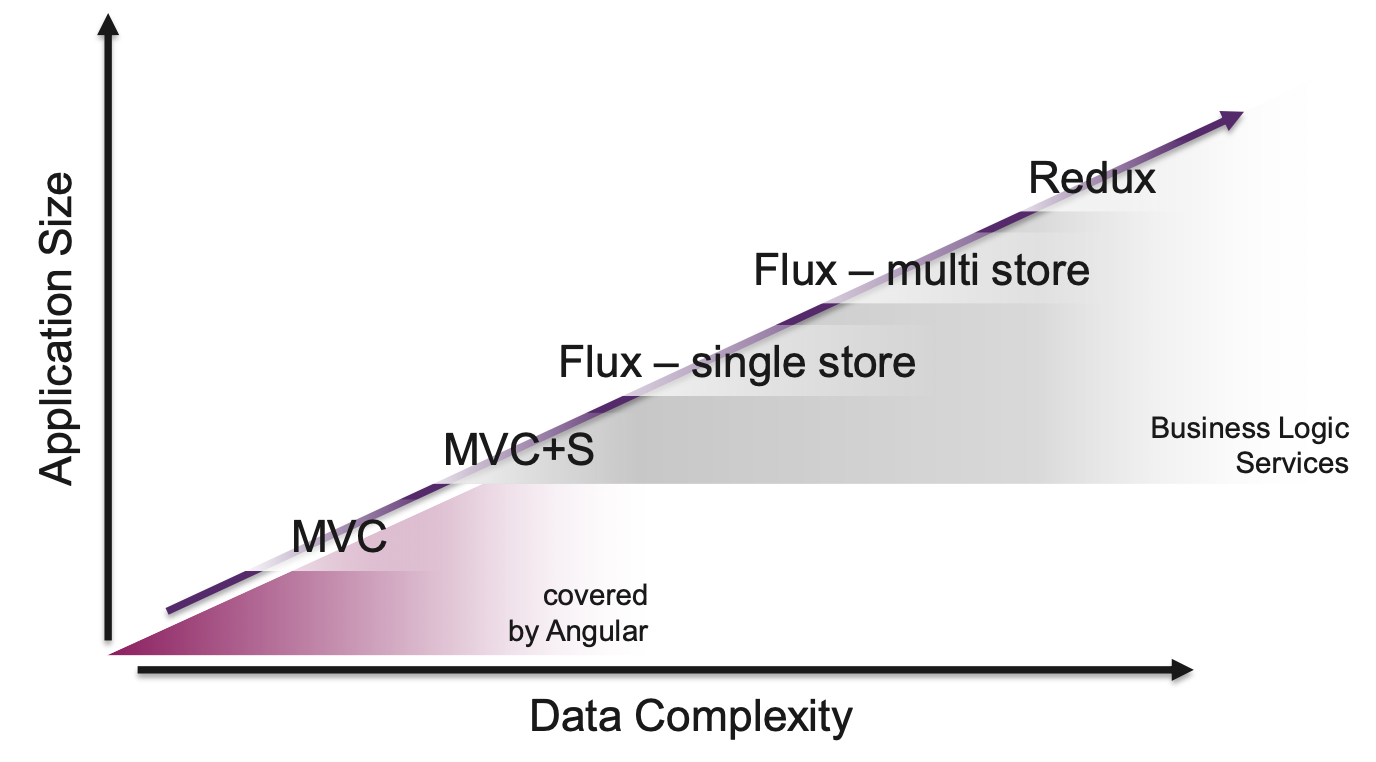 Application Size
Redux
Flux – multi store
Flux – single store
Business Logic
Services
MVC+S
MVC
covered
by Angular
Data Complexity